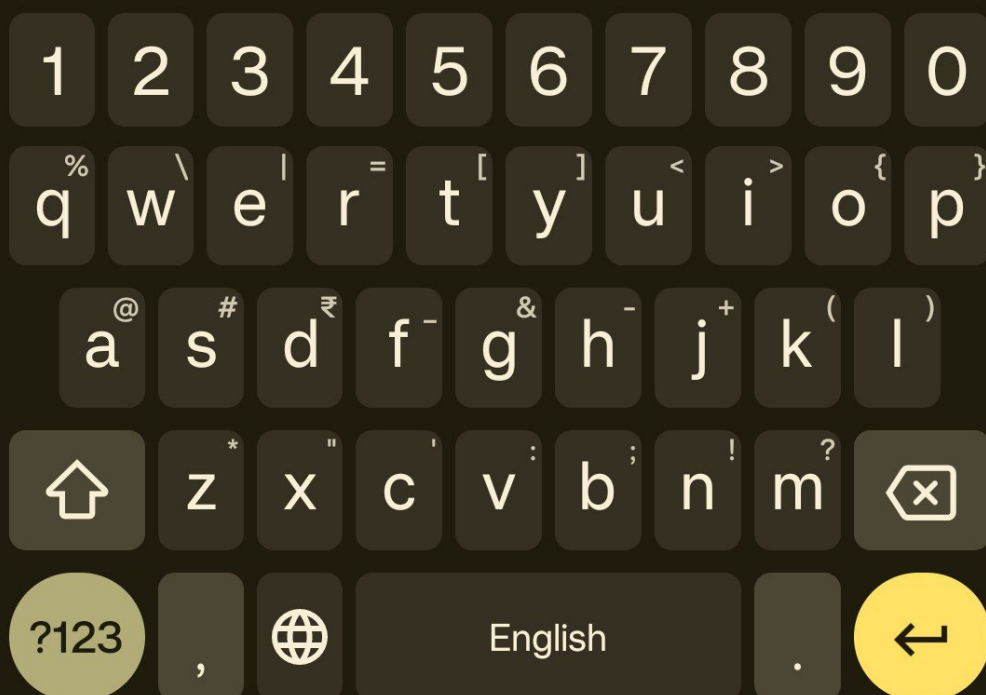 1 2 3 4 5 6 7 8 9 0
% \ | = [ ] < > { }
q w e r t y u i o p
@ # ₹ _ & - + ( )
a s d f g h j k l
* " ' : ; ! ?
z x c v b n m
?123 , English .